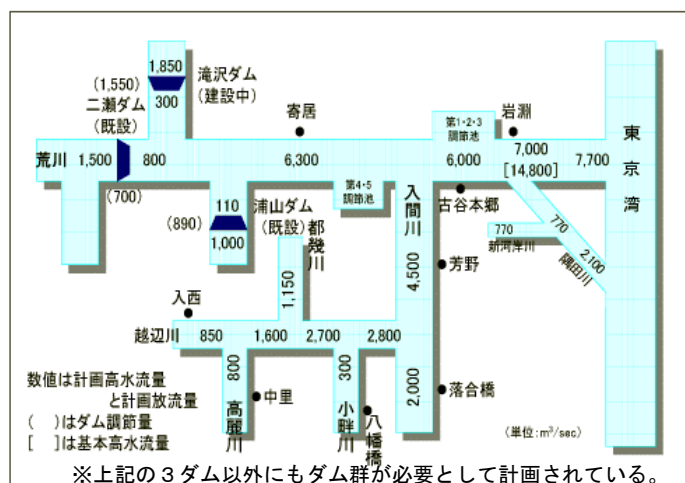 1,850
滝沢ダム
(建設中)
(1,550)
300
二瀬ダム
(既設)
寄居
第1・2・3
調節池
岩淵
東京湾
荒川
1,500
800
6,300
6,000
7,000
[14,800]
7,700
(700)
110
浦山ダム
(既設)
(890)
1,000
第4・5
調節池
入間川
古谷本郷
770
新河岸川
770
隅田川
2,100
都幾川
1,150
4,500
芳野
入西
越辺川
850
1,600
2,700
2,800
800
高麗川
中里
300
小畔川
八幡橋
2,000
落合橋
数値は計画高水流量
と計画放流量
( )はダム調節量
[ ]は基本高水流量
(単位:m³/sec)
※上記の3ダム以外にもダム群が必要として計画されている。